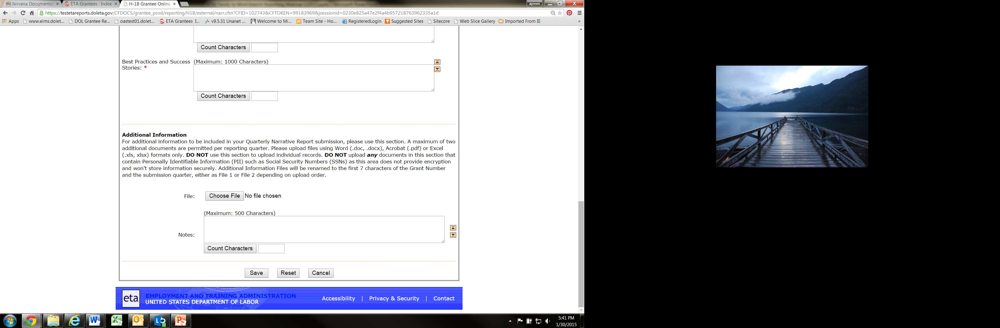 Nirvana Documentar
ETA Grantees : Index
H-1B Grantee Online
ayreen
https://testetareports.doleta.gov/CFDOCS/grantee_prod/reporting/H1B/external/narr.cfm?CFID=102743&CFTOKEN=99183969&jsessionid=0230e825a47e2f4a4b957218763962335a1d
Apps www.eims.dolet... DOL Grantee Re... oastest01.dolet... ETA Grantees I... v9.5.31 Unanet ... Welcome to Mi... Team Site - Ho... RegisteredLogin Suggested Sites Sitecore Web Slice Gallery Imported From IE »
Count Characters
Best Practices and Success (Maximum: 1000 Characters)
Stories: *
Count Characters
Additional Information
For additional information to be included in your Quarterly Narrative Report submission, please use this section. A maximum of two
additional documents are permitted per reporting quarter. Please upload files using Word (.doc, .docx), Acrobat (.pdf) or Excel
(.xls, xlsx) formats only. DO NOT use this section to upload individual records. DO NOT upload any documents in this section that
contain Personally Identifiable Information (PII) such as Social Security Numbers (SSNs) as this area does not provide encryption
and won't store information securely. Additional Information Files will be renamed to the first 7 characters of the Grant Number
and the submission quarter, either as File 1 or File 2 depending on upload order.
File: Choose File No file chosen
(Maximum: 500 Characters)
Notes:
Count Characters
Save Reset Cancel
eta
EMPLOYMENT AND TRAINING ADMINISTRATION
UNITED STATES DEPARTMENT OF LABOR
Accessibility | Privacy & Security | Contact
5:41 PM
1/30/2015